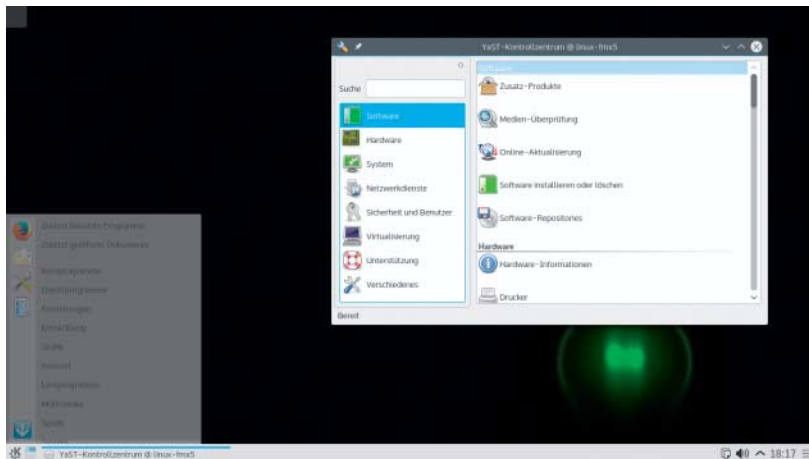 YaST-Kontrollzentrum @ linux-fmx5
Suche
Software
Hardware
System
Netzwerkdienste
Sicherheit und Benutzer
Virtualisierung
Unterstützung
Verschiedenes
Software
Zusatz-Produkte
Medien-Überprüfung
Online-Aktualisierung
Software installieren oder löschen
Software-Repositories
Hardware
Hardware-Informationen
Drucker
Bereit
Zuletzt benutzte Programme
Zuletzt geöffnete Dokumente
Büroprogramme
Dienstprogramme
Einstellungen
Entwicklung
Grafik
Internet
Lernprogramme
Multimedia
Spiele
YaST-Kontrollzentrum @ linux-fmx5
18:17